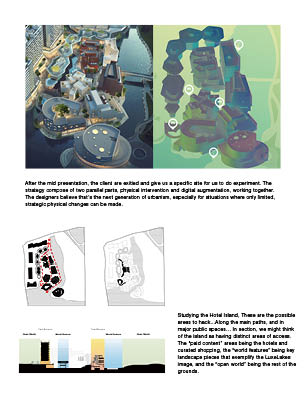 After the mid presentation, the client are exited and give us a specific site for us to do experiment. The
strategy compose of two parallel parts, physical intervention and digital augmentation, working together.
The designers believe that's the next generation of urbanism, especially for situations where only limited,
strategic physical changes can be made.
Studying the Hotel Island, These are the possible
areas to hack.. Along the main paths, and in
major public spaces... In section, we might think
of the island as having distinct areas of access.
The "paid content" areas being the hotels and
curated shopping, the "world features" being key
landscape pieces that exemplify the LuxeLakes
image, and the "open world" being the rest of the
grounds.